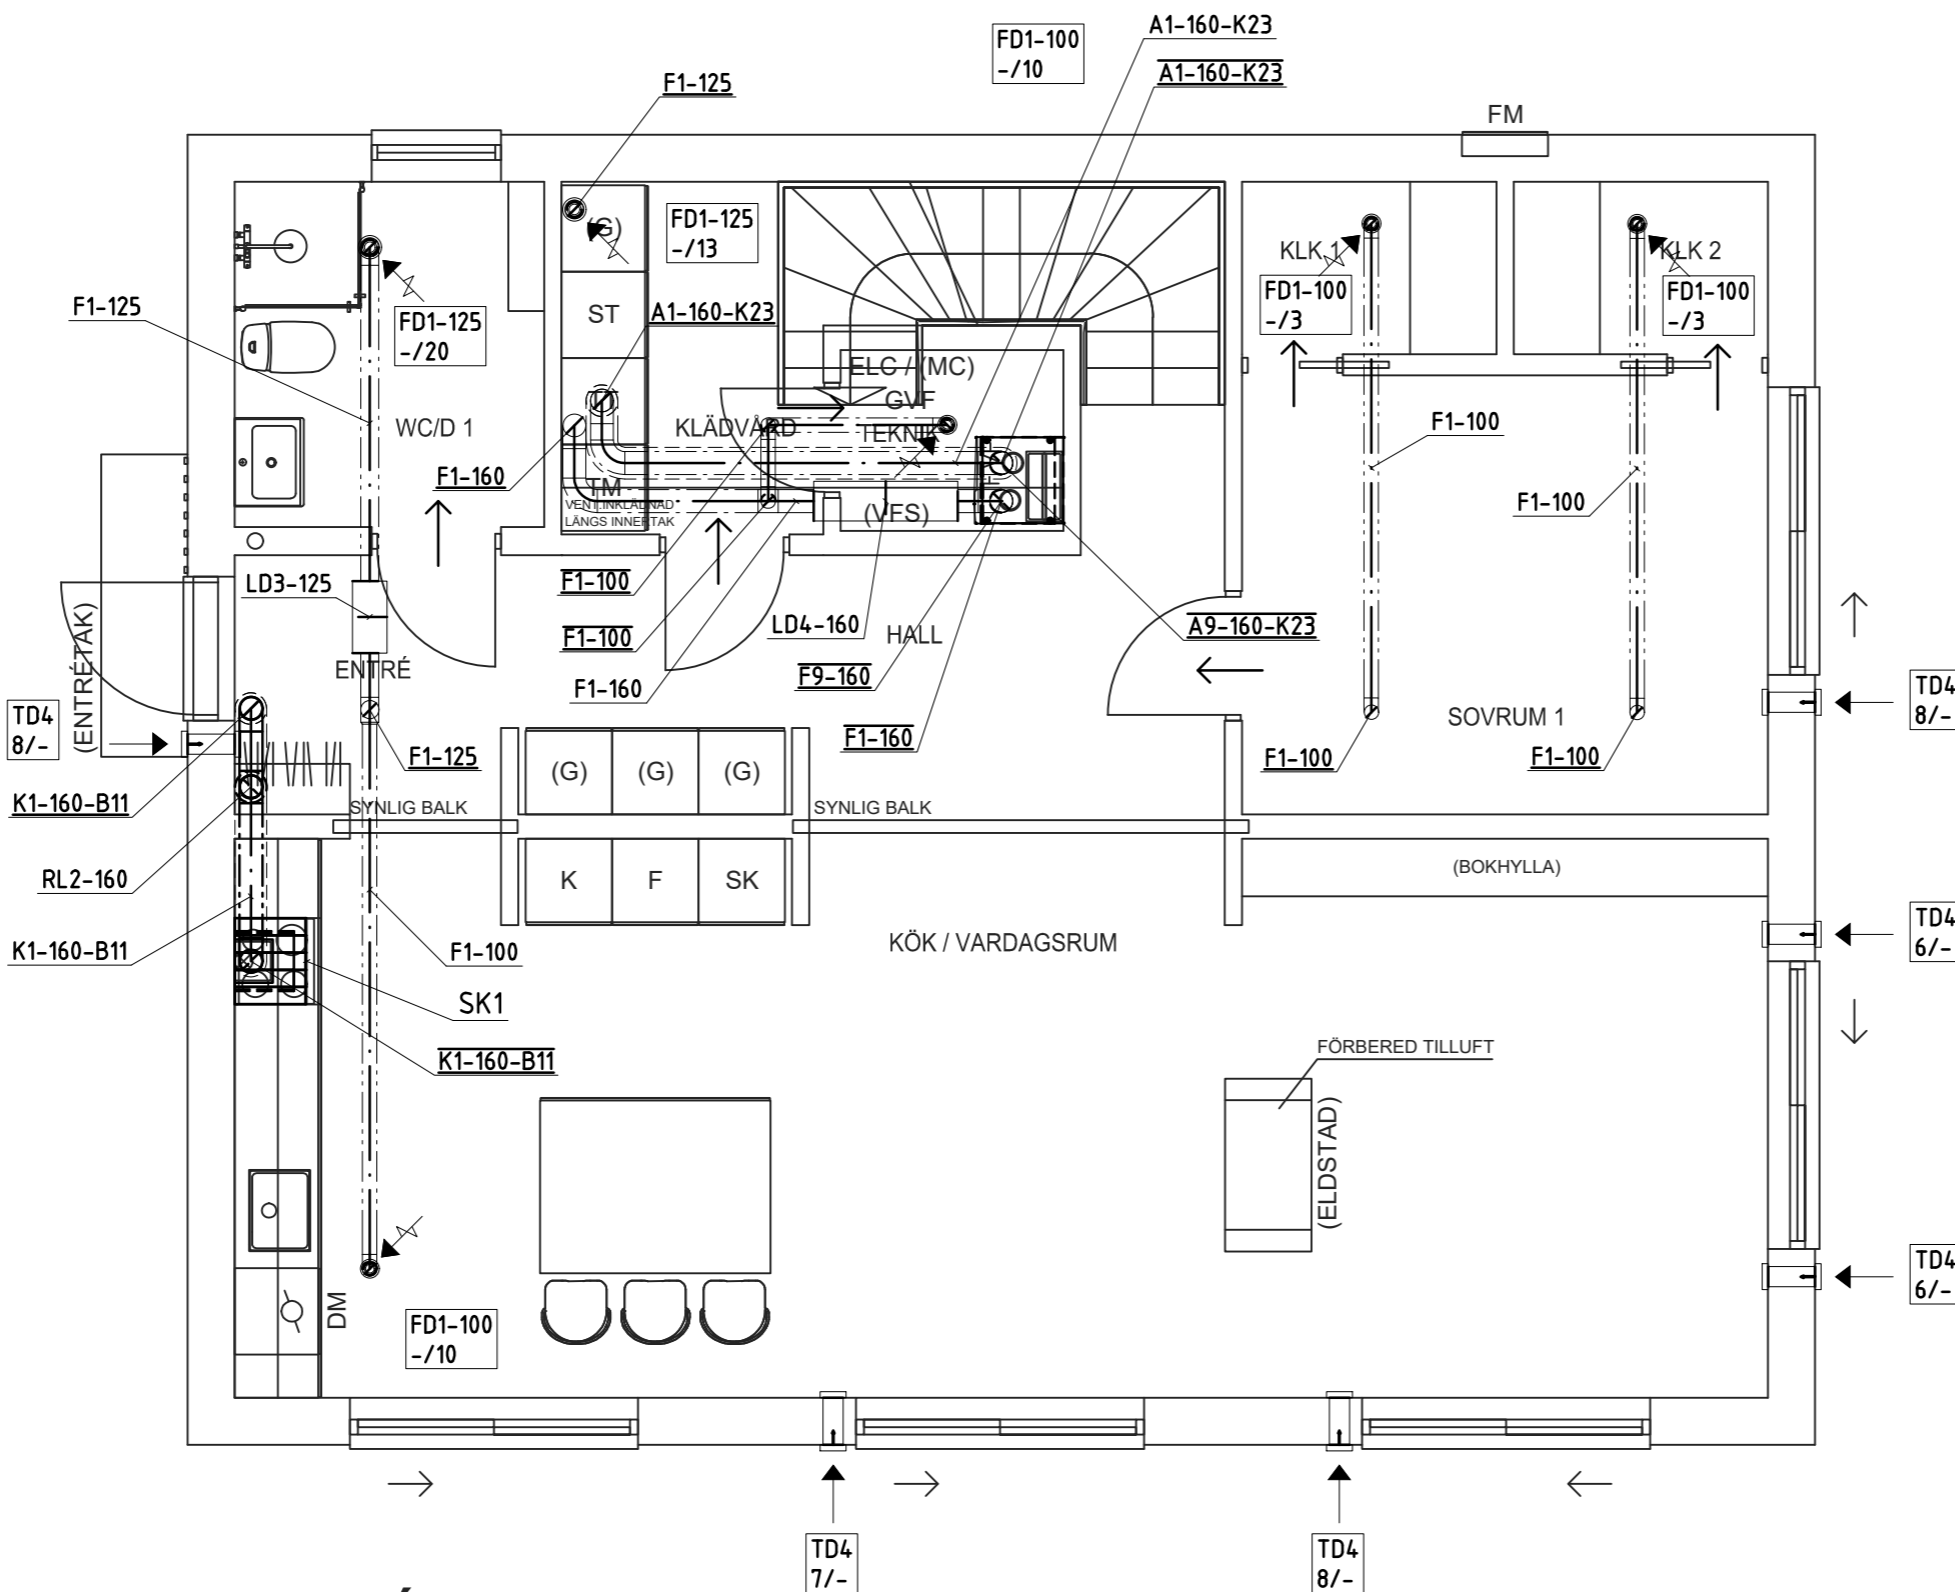 A1-160-K23
FD1-100
-/10
A1-160-K23
F1-125
FM
(G)
FD1-125
-/13
KLK 1
KLK 2
F1-125
FD1-125
-/20
ST
A1-160-K23
FD1-100
-/3
FD1-100
-/3
ELC / (MC)
GVF
TEKNIK
WC/D 1
KLÄDVÅRD
TT
F1-100
F1-160
TM
VENT.INKLÄDNAD
LÄNGS INNERTAK
(VFS)
F1-100
LD3-125
F1-100
F1-100
LD4-160
HALL
A9-160-K23
ENTRÉ
F1-160
F9-160
(ENTRÉTAK)
TD4
8/-
F1-160
SOVRUM 1
TD4
8/-
F1-125
F1-100
F1-100
(G)
(G)
(G)
K1-160-B11
SYNLIG BALK
SYNLIG BALK
RL2-160
K
F
SK
(BOKHYLLA)
K1-160-B11
F1-100
KÖK / VARDAGSRUM
TD4
6/-
SK1
K1-160-B11
FÖRBERED TILLUFT
(ELDSTAD)
TD4
6/-
DM
FD1-100
-/10
TD4
7/-
TD4
8/-